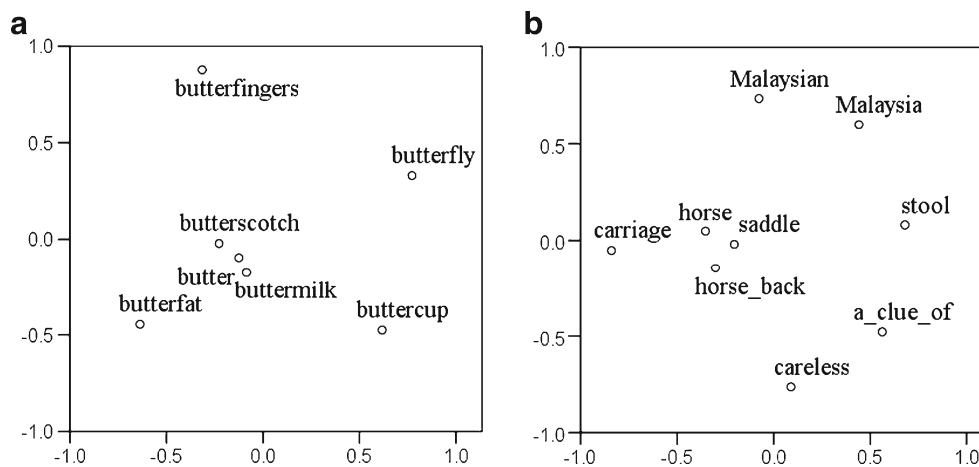 a
1.0
butterfingers
0.5
butterfly
butterscotch
0.0
butter
buttermilk
butterfat
buttercup
-0.5
-1.0
-1.0 -0.5 0.0 0.5 1.0
b
1.0
Malaysian
Malaysia
0.5
stool
horse
saddle
carriage
0.0
horse_back
a_clue_of
-0.5
careless
-1.0
-1.0 -0.5 0.0 0.5 1.0